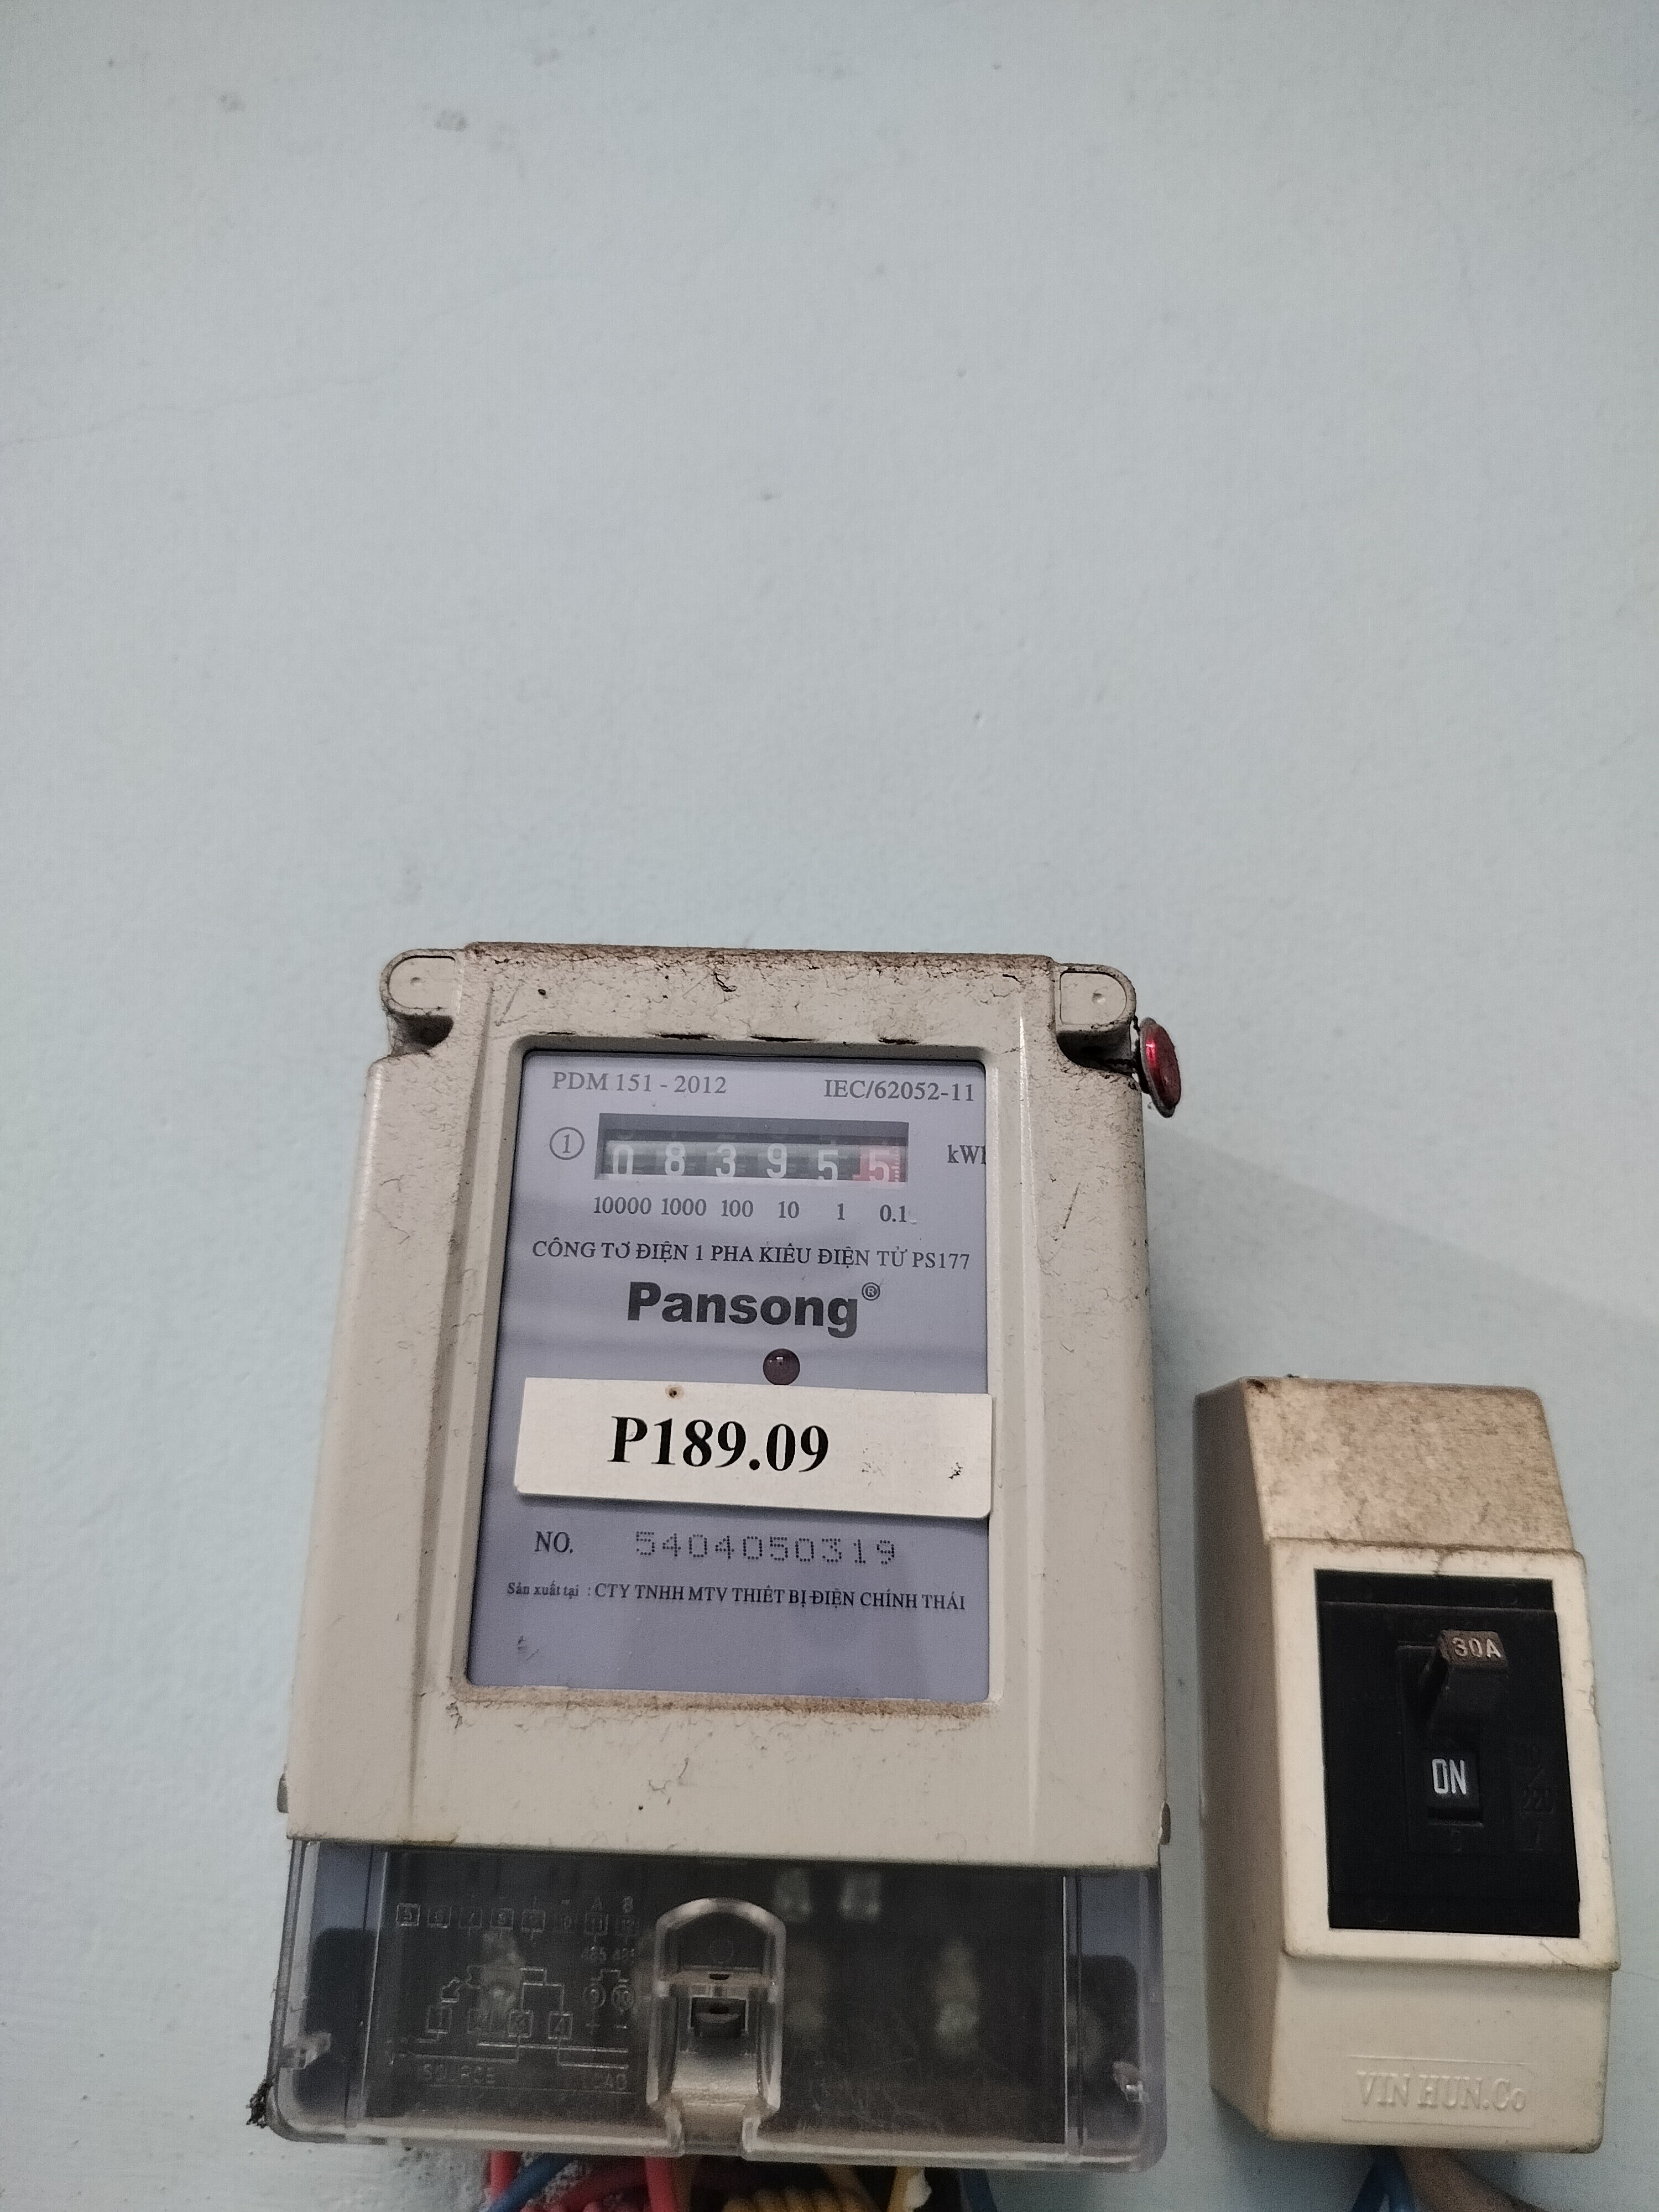 PDM 151 - 2012 IEC/62052-11
1 083955 kWh
10000 1000 100 10 1 0.1
CÔNG TƠ ĐIỆN 1 PHA KIỂU ĐIỆN TỬ PS177
Pansong®
P189.09
NO. 5404050319
Sản xuất tại : CTY TNHH MTV THIẾT BỊ ĐIỆN CHÍNH THÁI
30A
ON
SOURCE LOAD
VIN HUN.Co